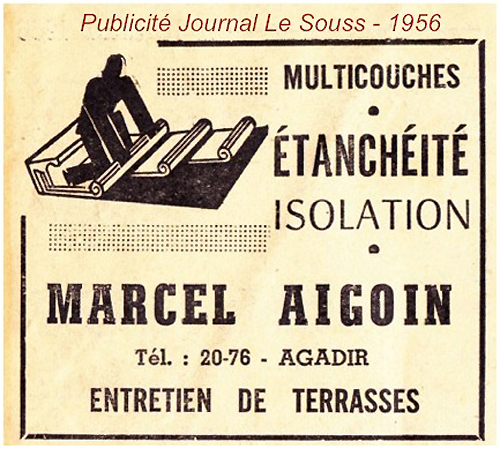 Publicité Journal Le Souss - 1956
MULTICOUCHES
•
ÉTANCHÉITÉ
ISOLATION
•
MARCEL AIGOIN
Tél. : 20-76 - AGADIR
ENTRETIEN DE TERRASSES